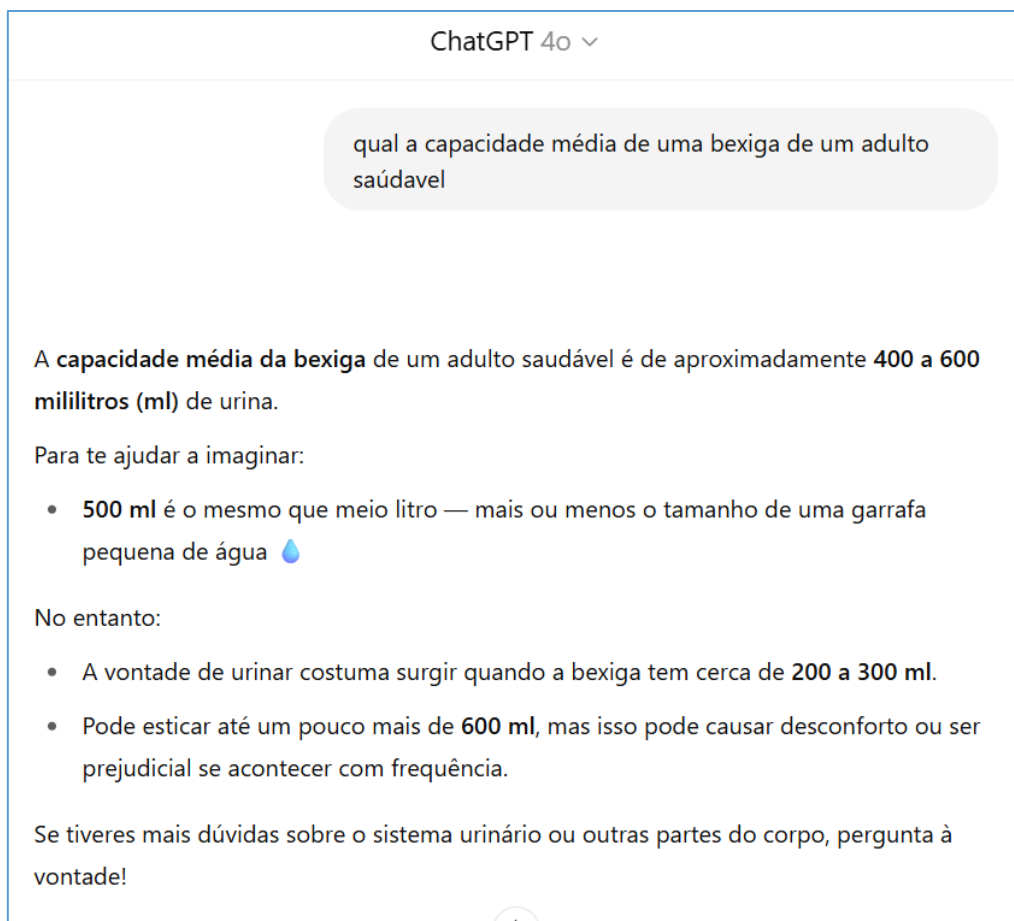 ChatGPT 4o
qual a capacidade média de uma bexiga de um adulto
saúdavel
A capacidade média da bexiga de um adulto saudável é de aproximadamente 400 a 600
mililitros (ml) de urina.
Para te ajudar a imaginar:
• 500 ml é o mesmo que meio litro — mais ou menos o tamanho de uma garrafa
pequena de água 💧
No entanto:
• A vontade de urinar costuma surgir quando a bexiga tem cerca de 200 a 300 ml.
• Pode esticar até um pouco mais de 600 ml, mas isso pode causar desconforto ou ser
prejudicial se acontecer com frequência.
Se tiveres mais dúvidas sobre o sistema urinário ou outras partes do corpo, pergunta à
vontade!